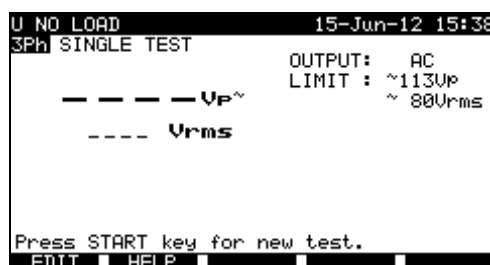 U NO LOAD 15-Jun-12 15:38
3Ph SINGLE TEST
OUTPUT: AC
LIMIT : ~113Vp
~ 80Vrms
– – – – –Vp~
_ _ _ _ Vrms
Press START key for new test.
EDIT HELP